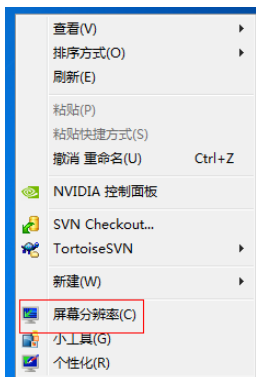 查看(V)
排序方式(O)
刷新(E)
粘贴(P)
粘贴快捷方式(S)
撤消 重命名(U) Ctrl+Z
NVIDIA 控制面板
SVN Checkout...
TortoiseSVN
新建(W)
屏幕分辨率(C)
小工具(G)
个性化(R)